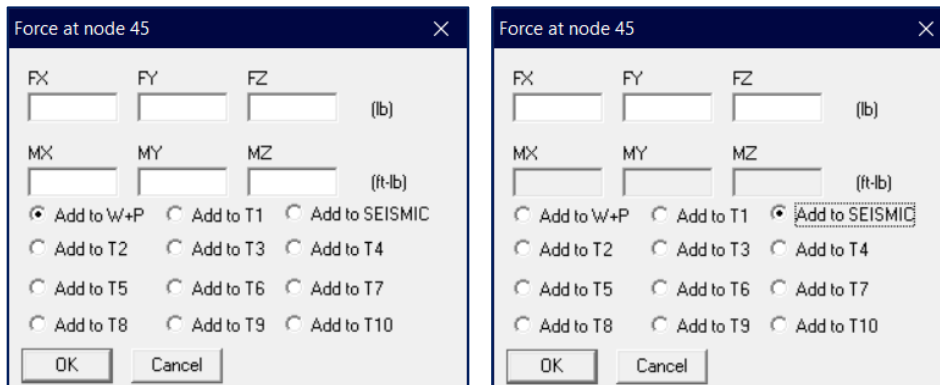 Force at node 45
FX FY FZ
(lb)
MX MY MZ
(ft-lb)
Add to W+P Add to T1 Add to SEISMIC
Add to T2 Add to T3 Add to T4
Add to T5 Add to T6 Add to T7
Add to T8 Add to T9 Add to T10
OK Cancel
Force at node 45
FX FY FZ
(lb)
MX MY MZ
(ft-lb)
Add to W+P Add to T1 Add to SEISMIC
Add to T2 Add to T3 Add to T4
Add to T5 Add to T6 Add to T7
Add to T8 Add to T9 Add to T10
OK Cancel